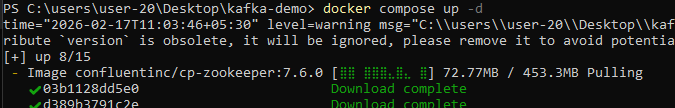 PS C:\Users\user-20\Desktop\kafka-demo> docker compose up -d
time="2026-02-17T11:03:46+05:30" level=warning msg="C:\\Users\\user-20\\Desktop\\kaf
ribute `version` is obsolete, it will be ignored, please remove it to avoid potentia
[+] up 8/15
- Image confluentinc/cp-zookeeper:7.6.0 [⣿⣿ ⣿⣿⣿⣄⣿⣄ ⣿] 72.77MB / 453.3MB Pulling
✔03b1128dd5e0 Download complete
✔d389b3791c2e Download complete